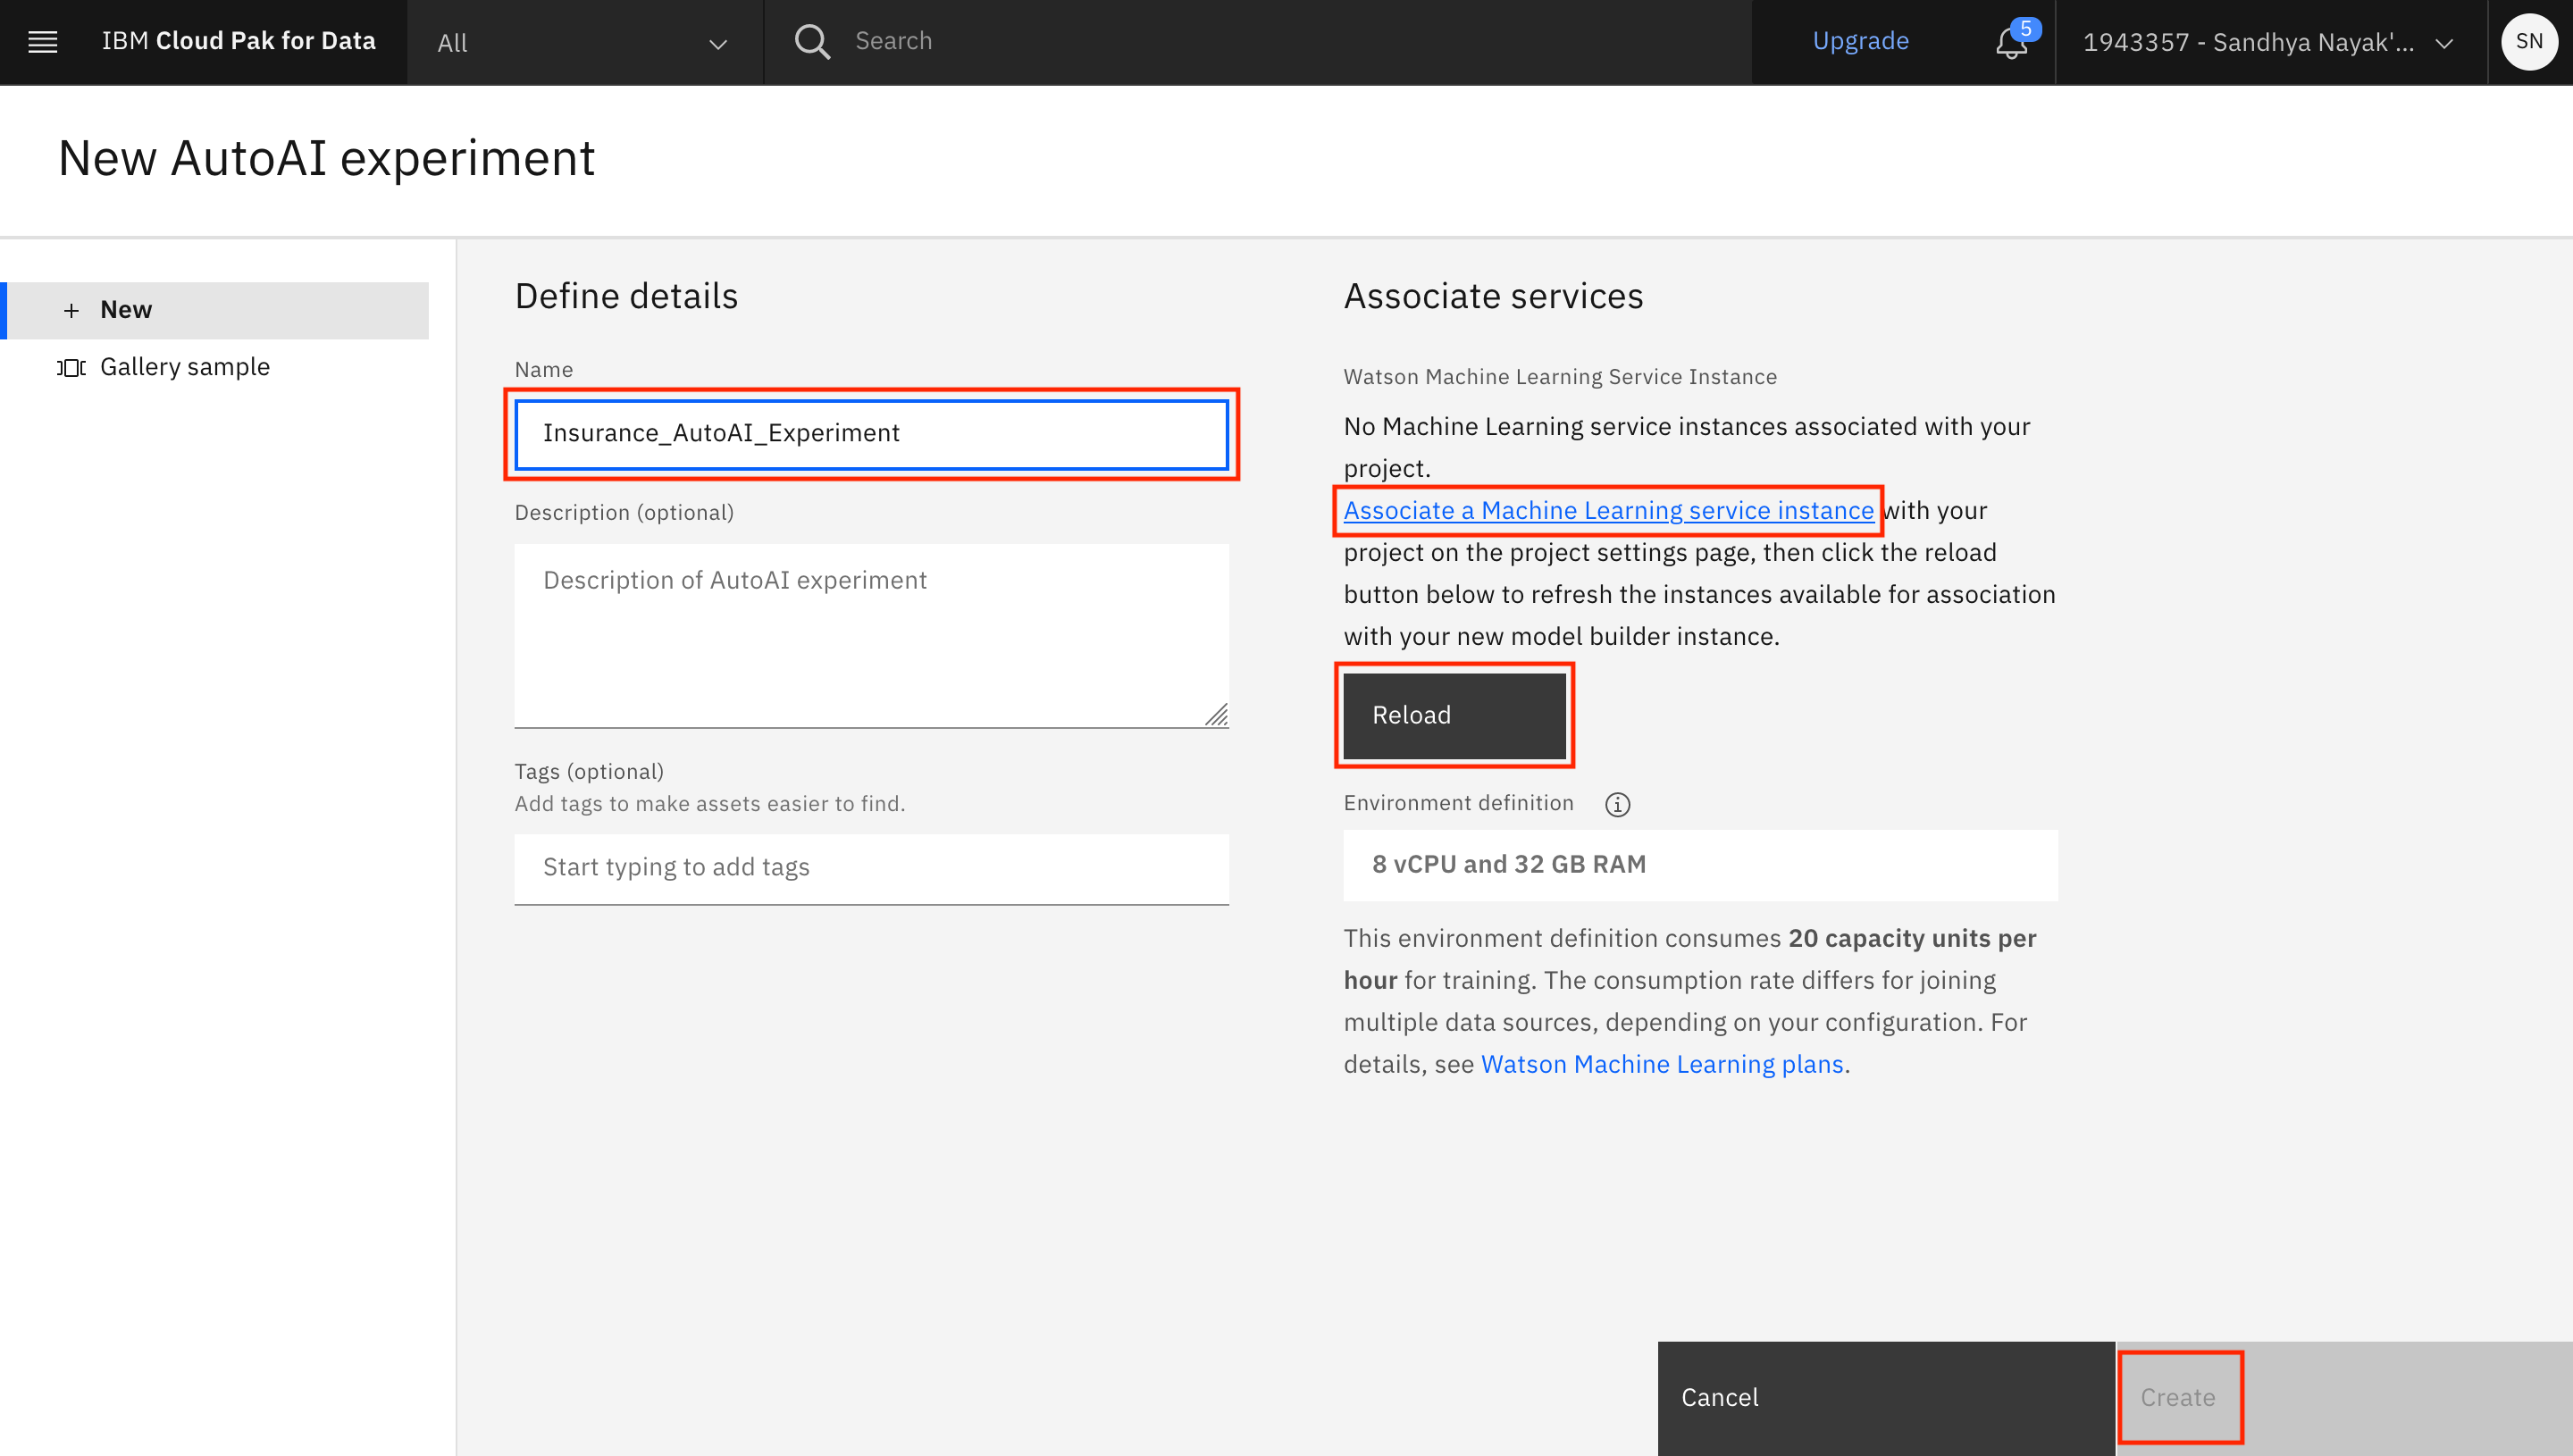 IBM Cloud Pak for Data
All
Search
Upgrade
5
1943357 - Sandhya Nayak'...
SN
New AutoAI experiment
New
Gallery sample
Define details
Name
Insurance_AutoAI_Experiment
Description (optional)
Description of AutoAI experiment
Tags (optional)
Add tags to make assets easier to find.
Start typing to add tags
Associate services
Watson Machine Learning Service Instance
No Machine Learning service instances associated with your
project.
Associate a Machine Learning service instance with your
project on the project settings page, then click the reload
button below to refresh the instances available for association
with your new model builder instance.
Reload
Environment definition
8 vCPU and 32 GB RAM
This environment definition consumes 20 capacity units per
hour for training. The consumption rate differs for joining
multiple data sources, depending on your configuration. For
details, see Watson Machine Learning plans.
Cancel
Create